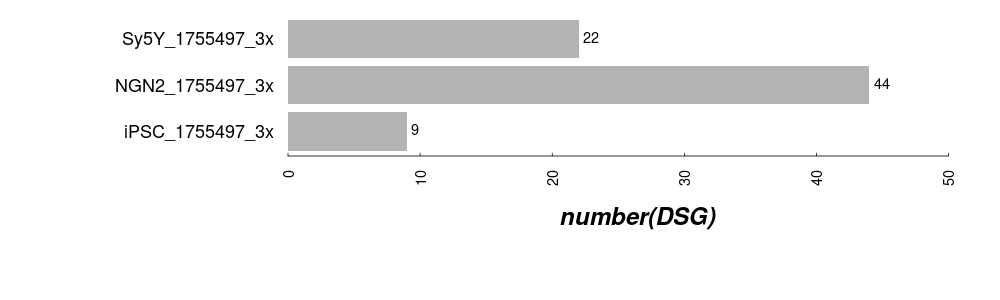 Sy5Y_1755497_3x 22
NGN2_1755497_3x 44
iPSC_1755497_3x 9
0 10 20 30 40 50
number(DSG)